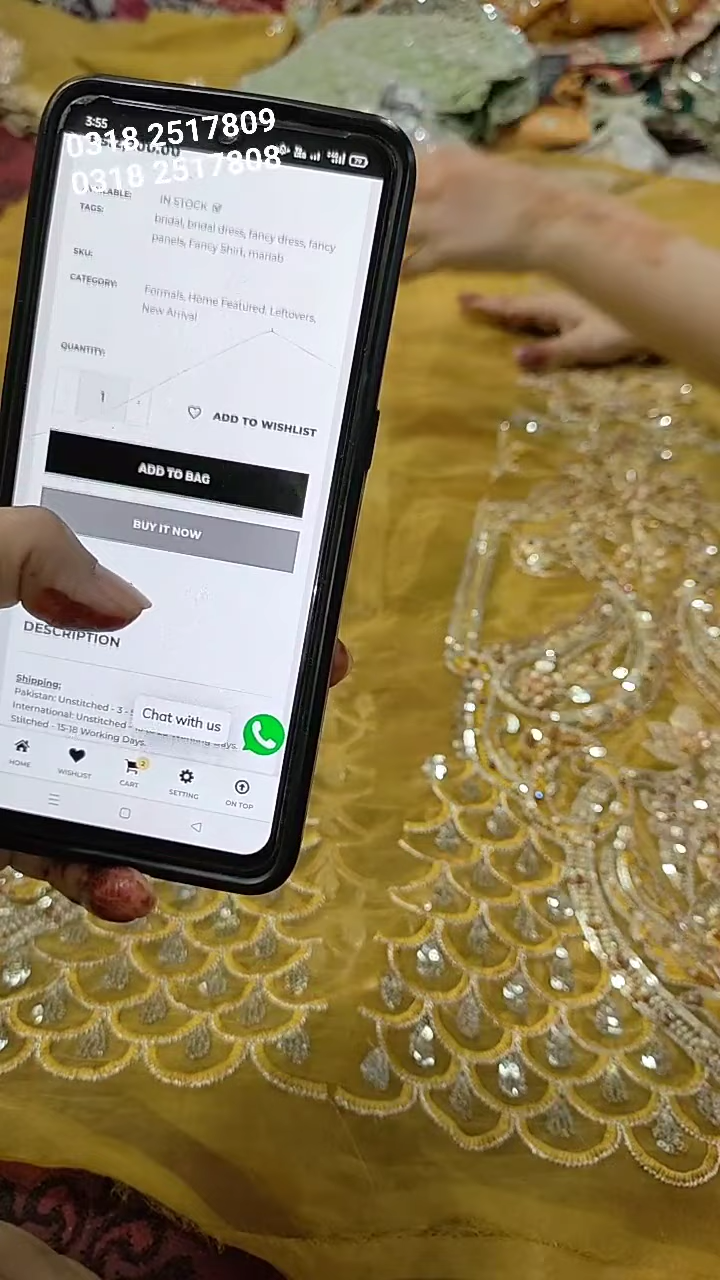 3:55
0318 2517809
0318 2517808
IN STOCK
TAGS:
bridal, bridal dress, fancy dress, fancy
panels, Fancy Shirt, mariab
SKU:
CATEGORY:
Formals, Home Featured, Leftovers,
New Arrival
QUANTITY:
1
ADD TO WISHLIST
ADD TO BAG
BUY IT NOW
DESCRIPTION
Shipping:
Pakistan: Unstitched - 3 -
International: Unstitched -
Stitched - 15-18 Working Days.
Chat with us
HOME
WISHLIST
2
CART
SETTING
ON TOP